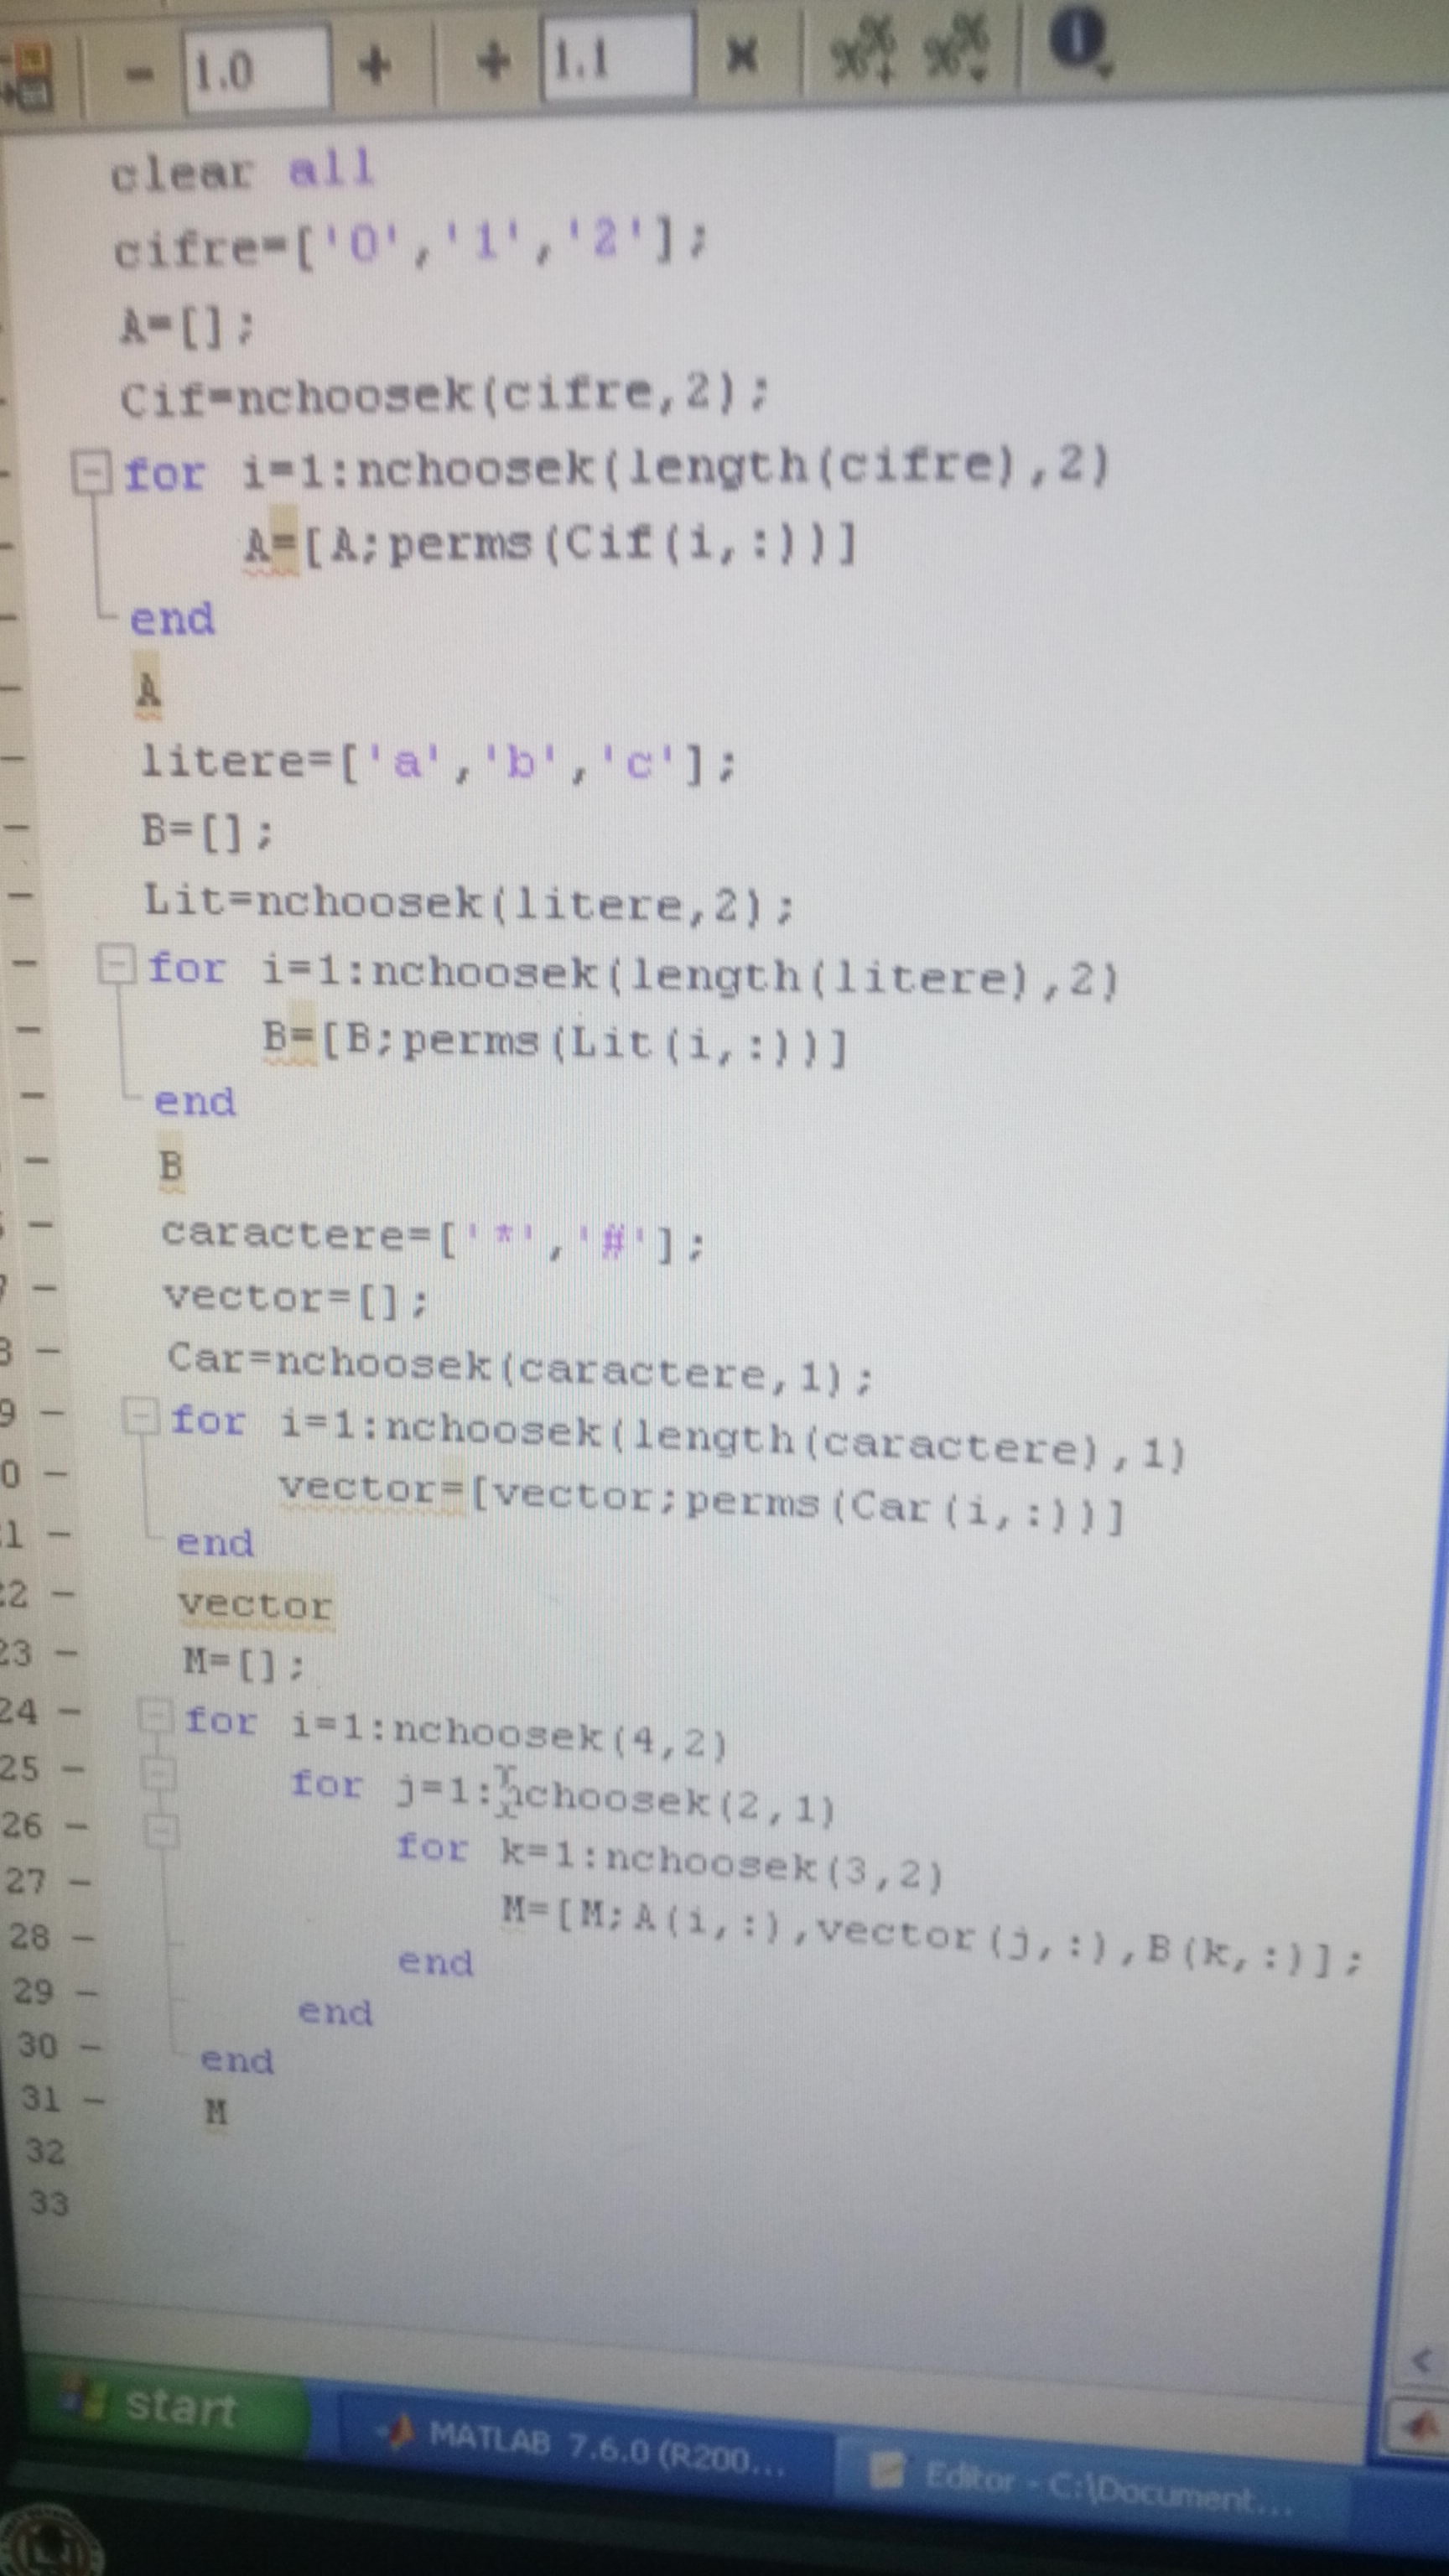 1.0 1.1
clear all
cifre=['0','1','2'];
A=[];
Cif=nchoosek(cifre,2);
for i=1:nchoosek(length(cifre),2)
A=[A;perms(Cif(i,:))]
end
A
litere=['a','b','c'];
B=[];
Lit=nchoosek(litere,2);
for i=1:nchoosek(length(litere),2)
B=[B;perms(Lit(i,:))]
end
B
caractere=['*','#'];
vector=[];
Car=nchoosek(caractere,1);
for i=1:nchoosek(length(caractere),1)
vector=[vector;perms(Car(i,:))]
end
22 vector
23 M=[];
24 for i=1:nchoosek(4,2)
25 for j=1:nchoosek(2,1)
26 for k=1:nchoosek(3,2)
27 M=[M;A(i,:),vector(j,:),B(k,:)];
28 end
29 end
30 end
31 M
32
33
start MATLAB 7.6.0 (R200... Editor - C:\Document...